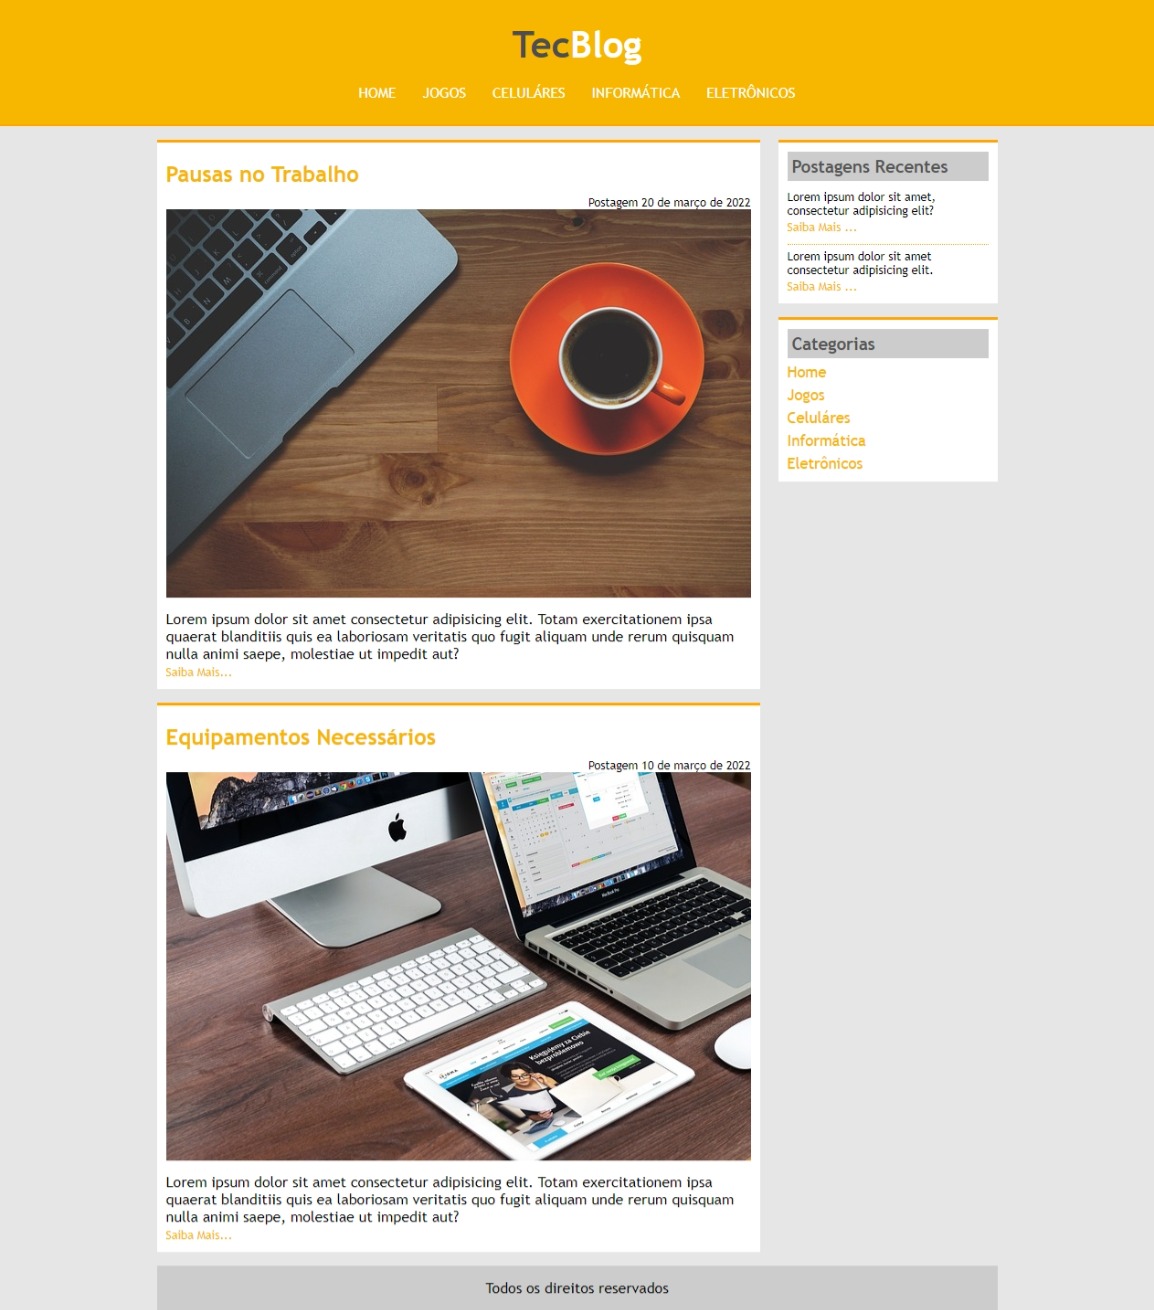 TecBlog
HOME JOGOS CELULÁRES INFORMÁTICA ELETRÔNICOS
Pausas no Trabalho
Postagem 20 de março de 2022
Lorem ipsum dolor sit amet consectetur adipisicing elit. Totam exercitationem ipsa
quaerat blanditiis quis ea laboriosam veritatis quo fugit aliquam unde rerum quisquam
nulla animi saepe, molestiae ut impedit aut?
Saiba Mais...
Equipamentos Necessários
Postagem 10 de março de 2022
MacBook Pro
Księgujemy za Ciebie
bezproblemowo
Lorem ipsum dolor sit amet consectetur adipisicing elit. Totam exercitationem ipsa
quaerat blanditiis quis ea laboriosam veritatis quo fugit aliquam unde rerum quisquam
nulla animi saepe, molestiae ut impedit aut?
Saiba Mais...
Postagens Recentes
Lorem ipsum dolor sit amet,
consectetur adipisicing elit?
Saiba Mais ...
Lorem ipsum dolor sit amet
consectetur adipisicing elit.
Saiba Mais ...
Categorias
Home
Jogos
Celuláres
Informática
Eletrônicos
Todos os direitos reservados